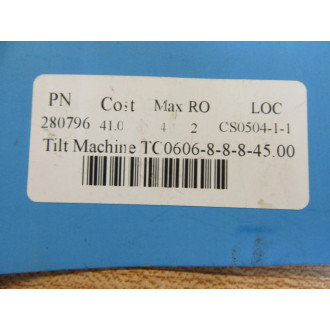 PN Cost Max RO LOC
280796 41.0 4 2 CS0504-1-1
Tilt Machine TC0606-8-8-8-45.00